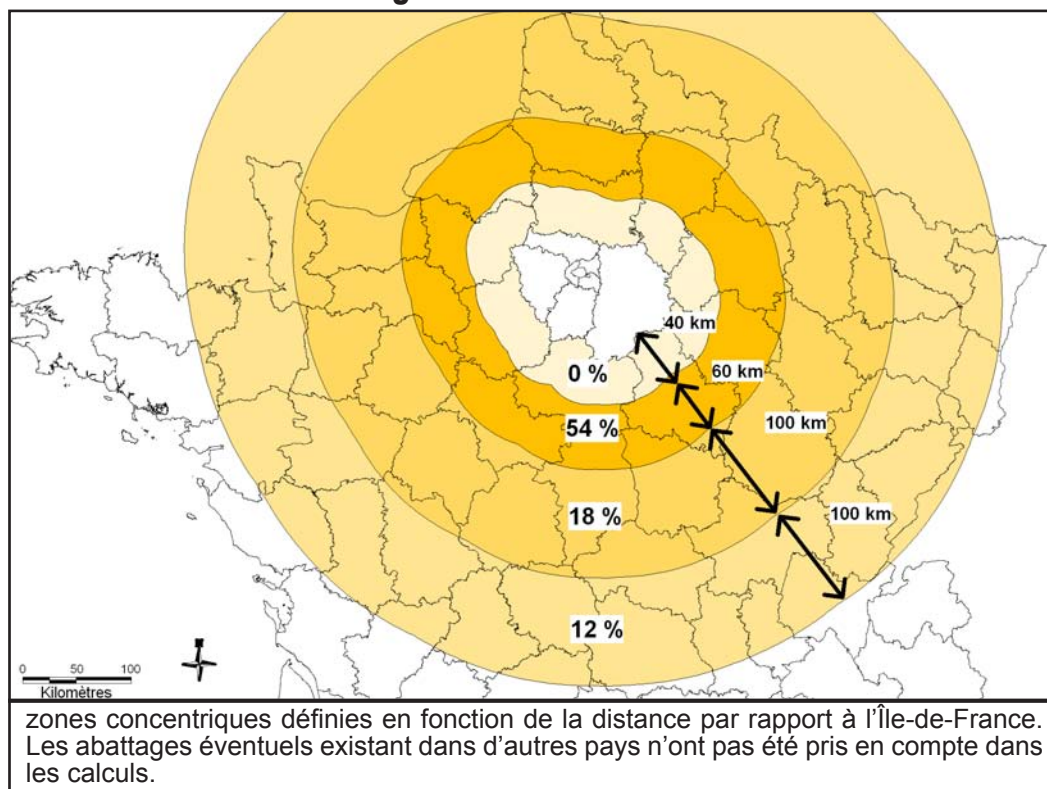 40 km
0 %
60 km
54 %
100 km
18 %
100 km
12 %
0 50 100
Kilomètres
zones concentriques définies en fonction de la distance par rapport à l'Île-de-France.
Les abattages éventuels existant dans d'autres pays n'ont pas été pris en compte dans
les calculs.